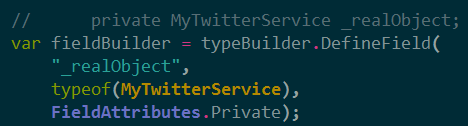 //     private MyTwitterService _realObject;
var fieldBuilder = typeBuilder.DefineField(
    "_realObject",
    typeof(MyTwitterService),
    FieldAttributes.Private);